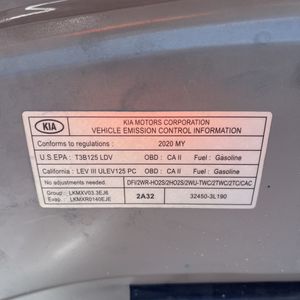 KIA
KIA MOTORS CORPORATION
VEHICLE EMISSION CONTROL INFORMATION
Conforms to regulations : 2020 MY
U.S.EPA : T3B125 LDV OBD : CA II Fuel : Gasoline
California : LEV III ULEV125 PC OBD : CA II Fuel : Gasoline
No adjustments needed. DFI/2WR-HO2S/2HO2S/2WU-TWC/2TWC/2TC/CAC
Group : LKMXV03.3EJ6
Evap. : LKMXR0140EJE 2A32 32450-3L190